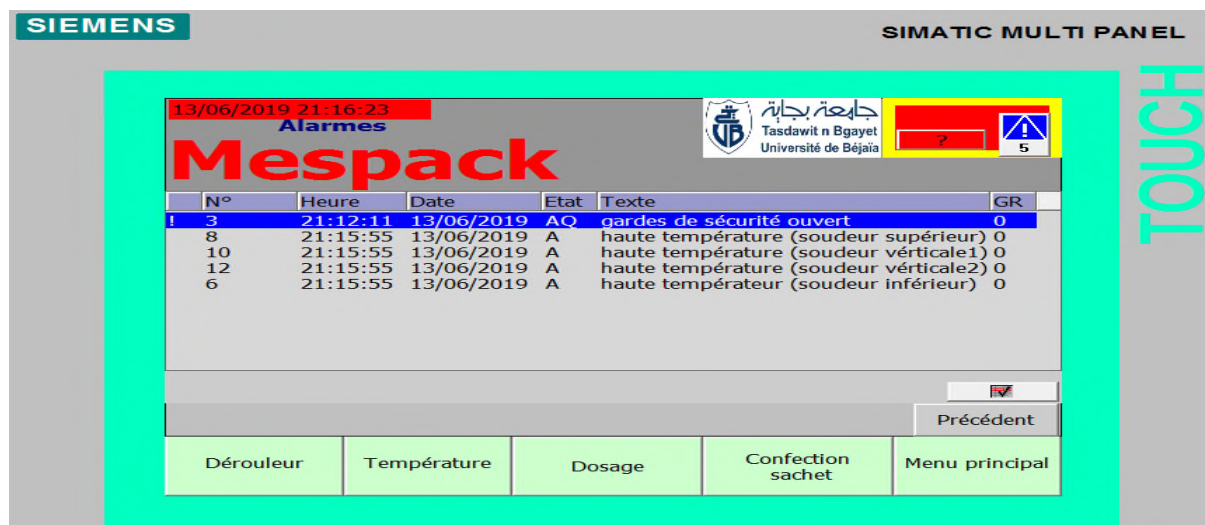 SIEMENS
SIMATIC MULTI PANEL
TOUCH
13/06/2019 21:16:23
Alarmes
Mespack
جامعة بجاية
Tasdawit n Bgayet
Université de Béjaïa
?
5
N° Heure Date Etat Texte GR
! 3 21:12:11 13/06/2019 AQ gardes de sécurité ouvert 0
8 21:15:55 13/06/2019 A haute température (soudeur supérieur) 0
10 21:15:55 13/06/2019 A haute température (soudeur vérticale1) 0
12 21:15:55 13/06/2019 A haute température (soudeur vérticale2) 0
6 21:15:55 13/06/2019 A haute températeur (soudeur inférieur) 0
Précédent
Dérouleur Température Dosage Confection sachet Menu principal